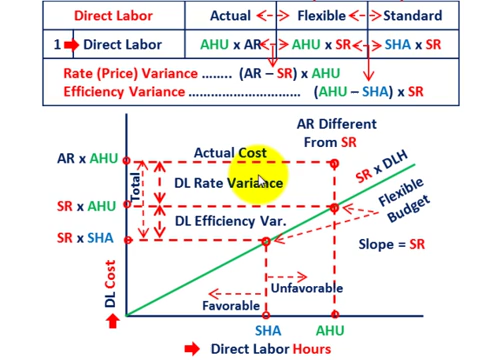 Direct Labor Actual <--> Flexible <--> Standard
1 Direct Labor AHU x AR <--> AHU x SR <--> SHA x SR
Rate (Price) Variance ........ (AR – SR) x AHU
Efficiency Variance ............................ (AHU – SHA) x SR
AR Different
From SR
Actual Cost
AR x AHU
SR x DLH
Total
DL Rate Variance
Flexible
Budget
SR x AHU
DL Efficiency Var.
SR x SHA
Slope = SR
DL Cost
Unfavorable
Favorable
SHA AHU
Direct Labor Hours